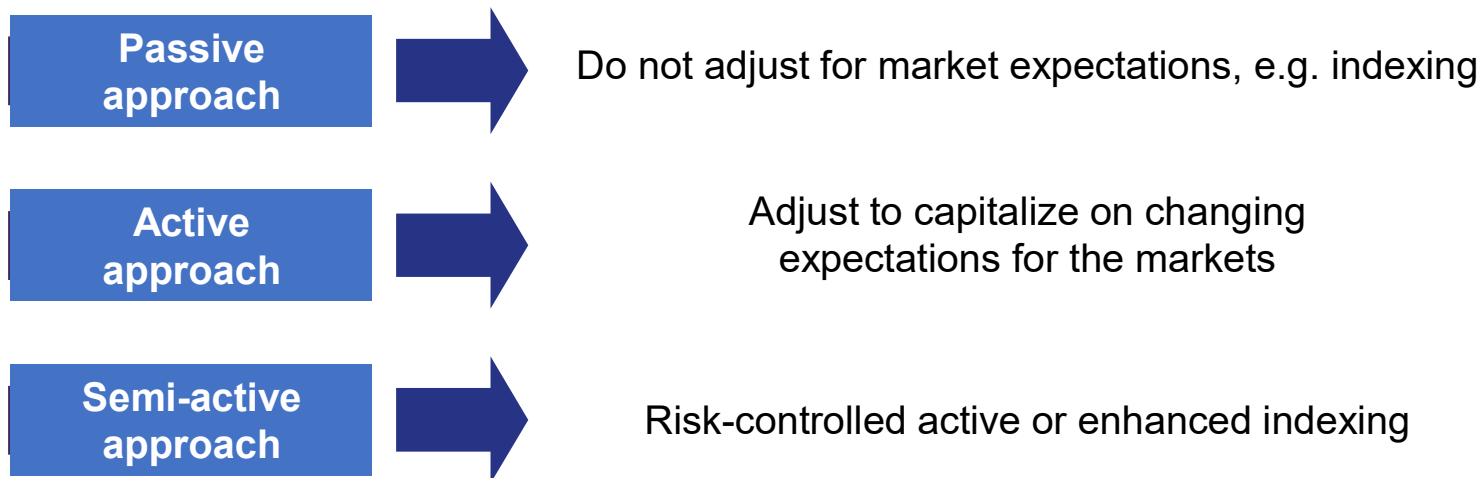 Passive
approach
Do not adjust for market expectations, e.g. indexing
Active
approach
Adjust to capitalize on changing
expectations for the markets
Semi-active
approach
Risk-controlled active or enhanced indexing